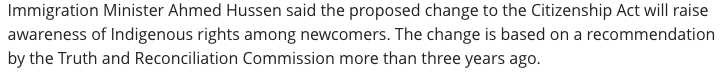 Immigration Minister Ahmed Hussen said the proposed change to the Citizenship Act will raise
awareness of Indigenous rights among newcomers. The change is based on a recommendation
by the Truth and Reconciliation Commission more than three years ago.